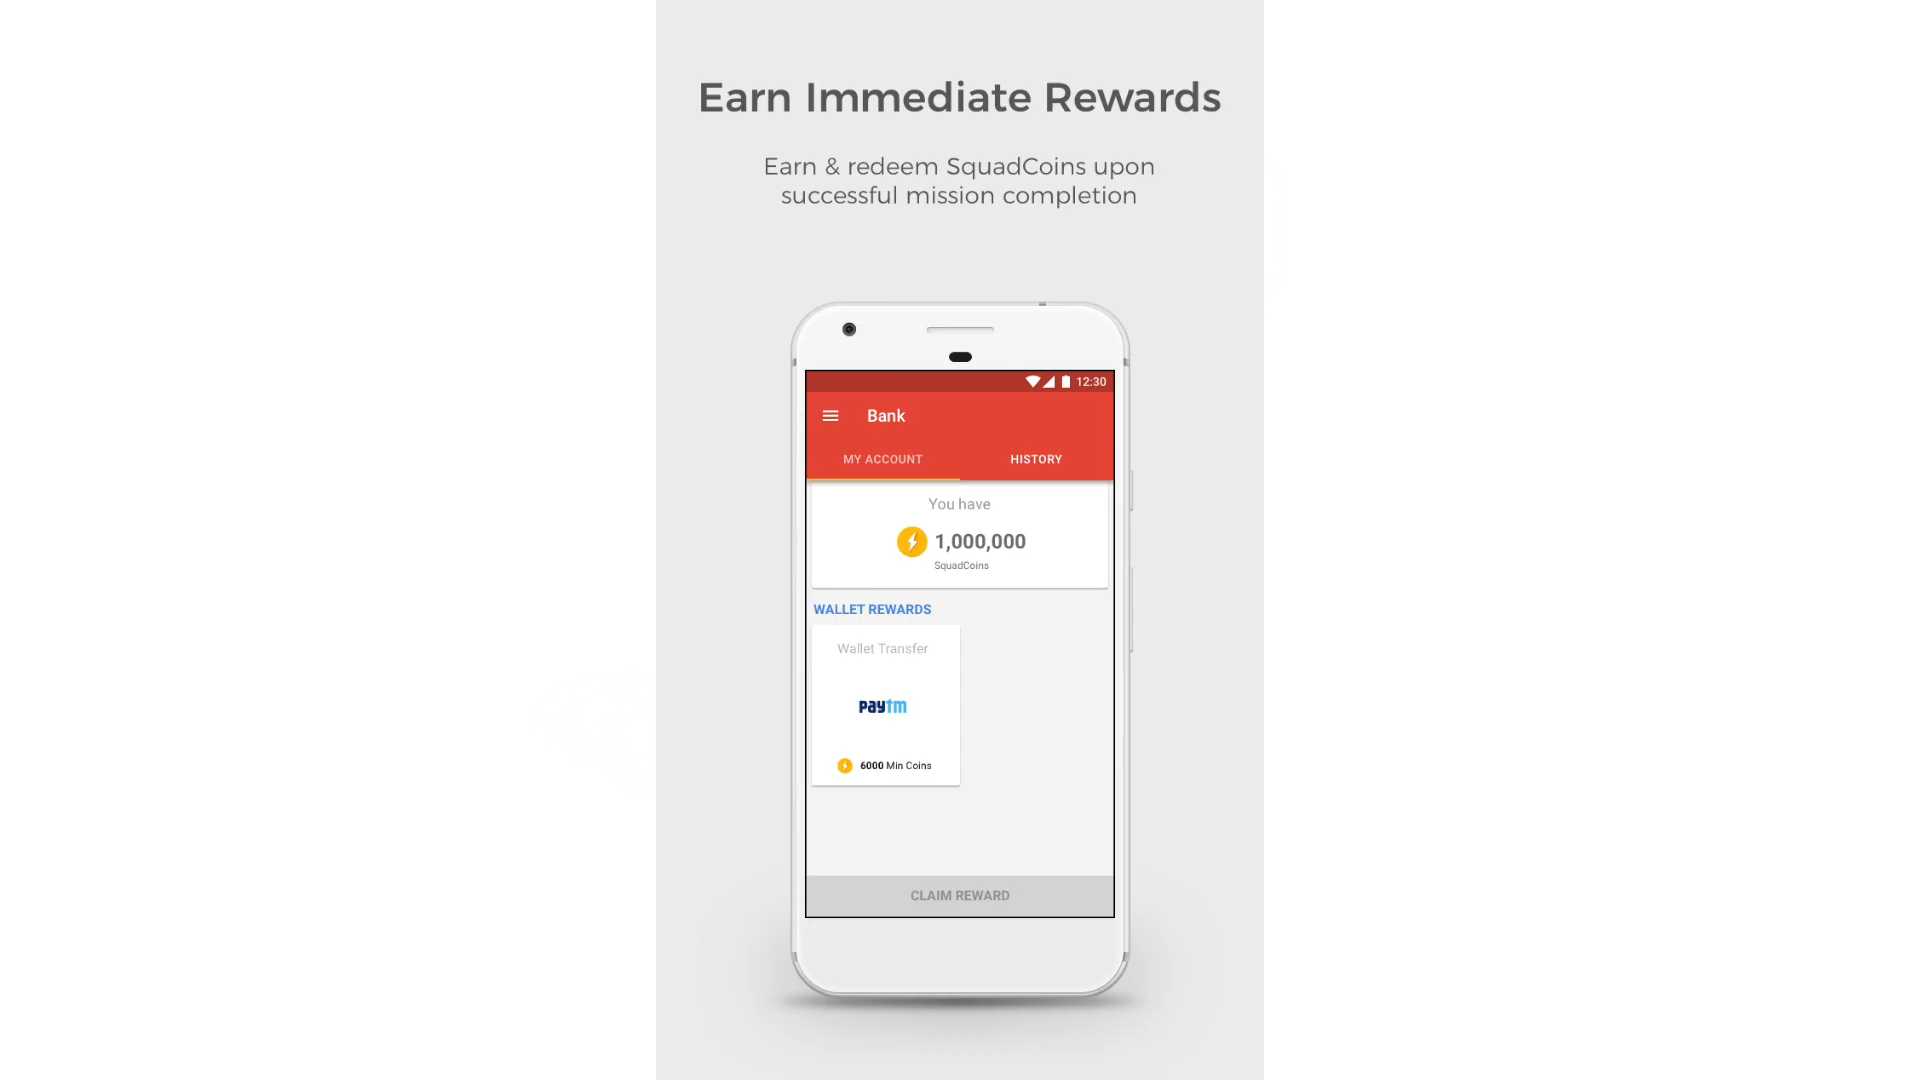 Earn Immediate Rewards
Earn & redeem SquadCoins upon
successful mission completion
12:30
Bank
MY ACCOUNT
HISTORY
You have
1,000,000
SquadCoins
WALLET REWARDS
Wallet Transfer
paytm
6000 Min Coins
CLAIM REWARD